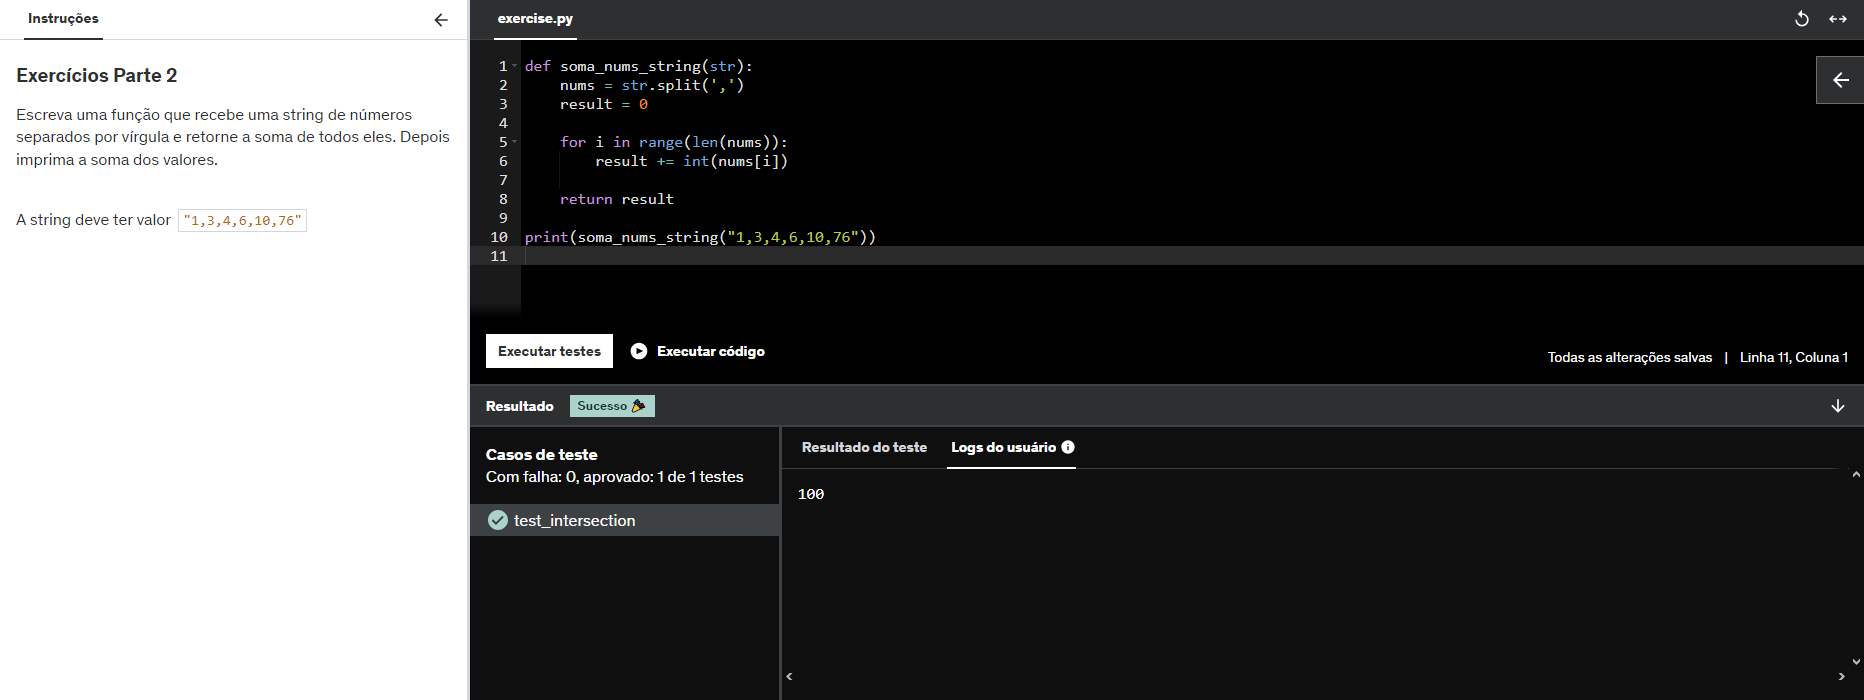 Instruções
Exercícios Parte 2
Escreva uma função que recebe uma string de números
separados por vírgula e retorne a soma de todos eles. Depois
imprima a soma dos valores.
A string deve ter valor "1,3,4,6,10,76"
exercise.py
1 def soma_nums_string(str):
2     nums = str.split(',')
3     result = 0
4
5     for i in range(len(nums)):
6         result += int(nums[i])
7
8     return result
9
10 print(soma_nums_string("1,3,4,6,10,76"))
11
Executar testes Executar código
Todas as alterações salvas | Linha 11, Coluna 1
Resultado Sucesso
Casos de teste
Com falha: 0, aprovado: 1 de 1 testes
test_intersection
Resultado do teste Logs do usuário
100